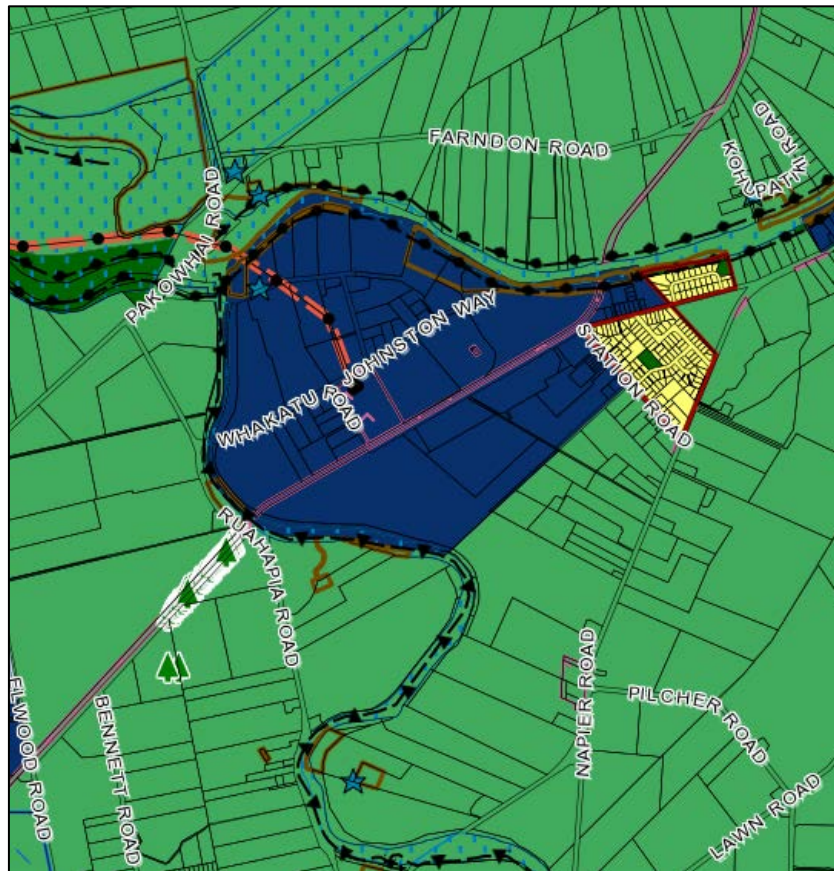 FARNDON ROAD
KOHUPATIKI ROAD
PAKOWHAI ROAD
WHAKATU ROAD
JOHNSTON WAY
STATION ROAD
RUAHAPIA ROAD
ELWOOD ROAD
BENNETT ROAD
NAPIER ROAD
PILCHER ROAD
LAWN ROAD